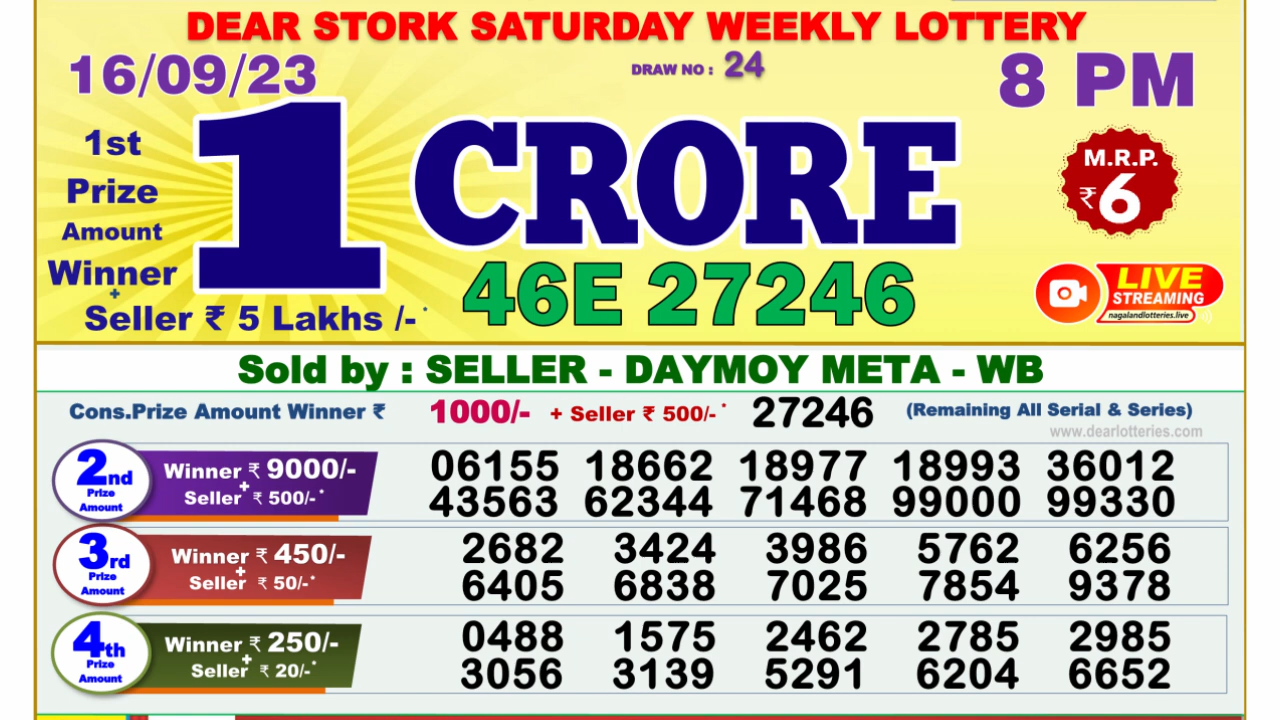 DEAR STORK SATURDAY WEEKLY LOTTERY
16/09/23
DRAW NO : 24
8 PM
1st
Prize
Amount
Winner
+
Seller ₹ 5 Lakhs /-*
1 CRORE
46E 27246
M.R.P.
₹6
LIVE
STREAMING
nagalandlotteries.live
Sold by : SELLER - DAYMOY META - WB
Cons.Prize Amount Winner ₹ 1000/- + Seller ₹ 500/-* 27246 (Remaining All Serial & Series)
www.dearlotteries.com
2nd
Prize
Amount
Winner ₹ 9000/-
+
Seller ₹ 500/-*
06155 18662 18977 18993 36012
43563 62344 71468 99000 99330
3rd
Prize
Amount
Winner ₹ 450/-
+
Seller ₹ 50/-*
2682 3424 3986 5762 6256
6405 6838 7025 7854 9378
4th
Prize
Amount
Winner ₹ 250/-
+
Seller ₹ 20/-*
0488 1575 2462 2785 2985
3056 3139 5291 6204 6652